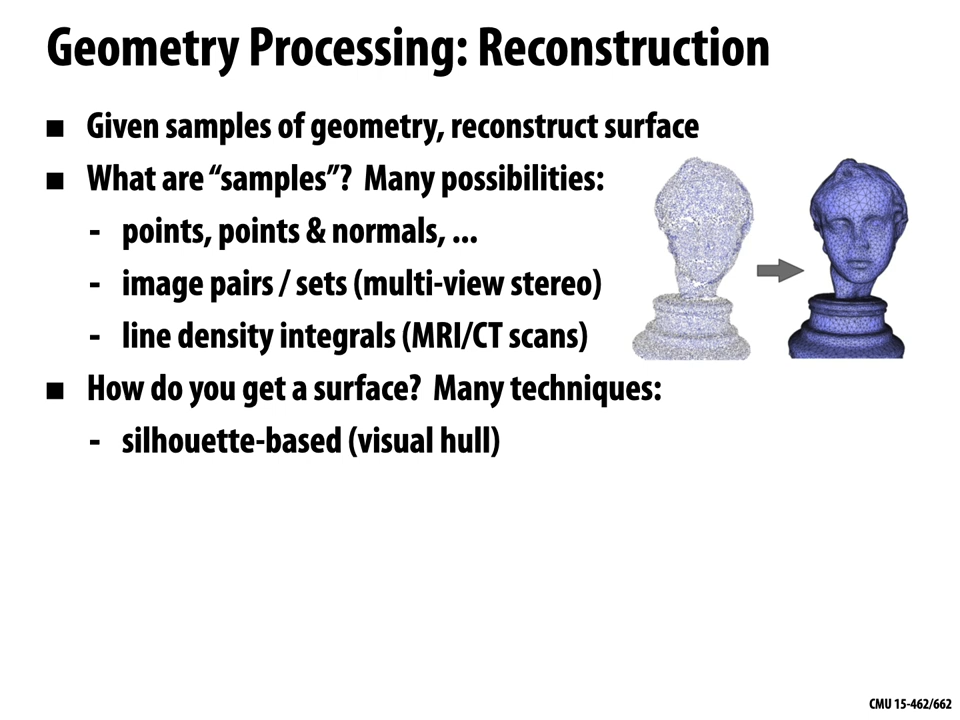 Geometry Processing: Reconstruction
■ Given samples of geometry, reconstruct surface
■ What are “samples”? Many possibilities:
- points, points & normals, ...
- image pairs / sets (multi-view stereo)
- line density integrals (MRI/CT scans)
■ How do you get a surface? Many techniques:
- silhouette-based (visual hull)
CMU 15-462/662